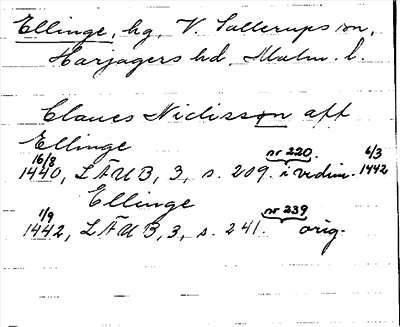 Ellinge, hg, V. Sallerups sn,
Harjagers hd, Malm. l.
Claues Niclisson aff
Ellinge
16/8 1440, LÄUB, 3, s. 209. nr 220. i vidim. 6/3 1442
Ellinge
1/9 1442, LÄUB, 3, s. 241. nr 239 orig.